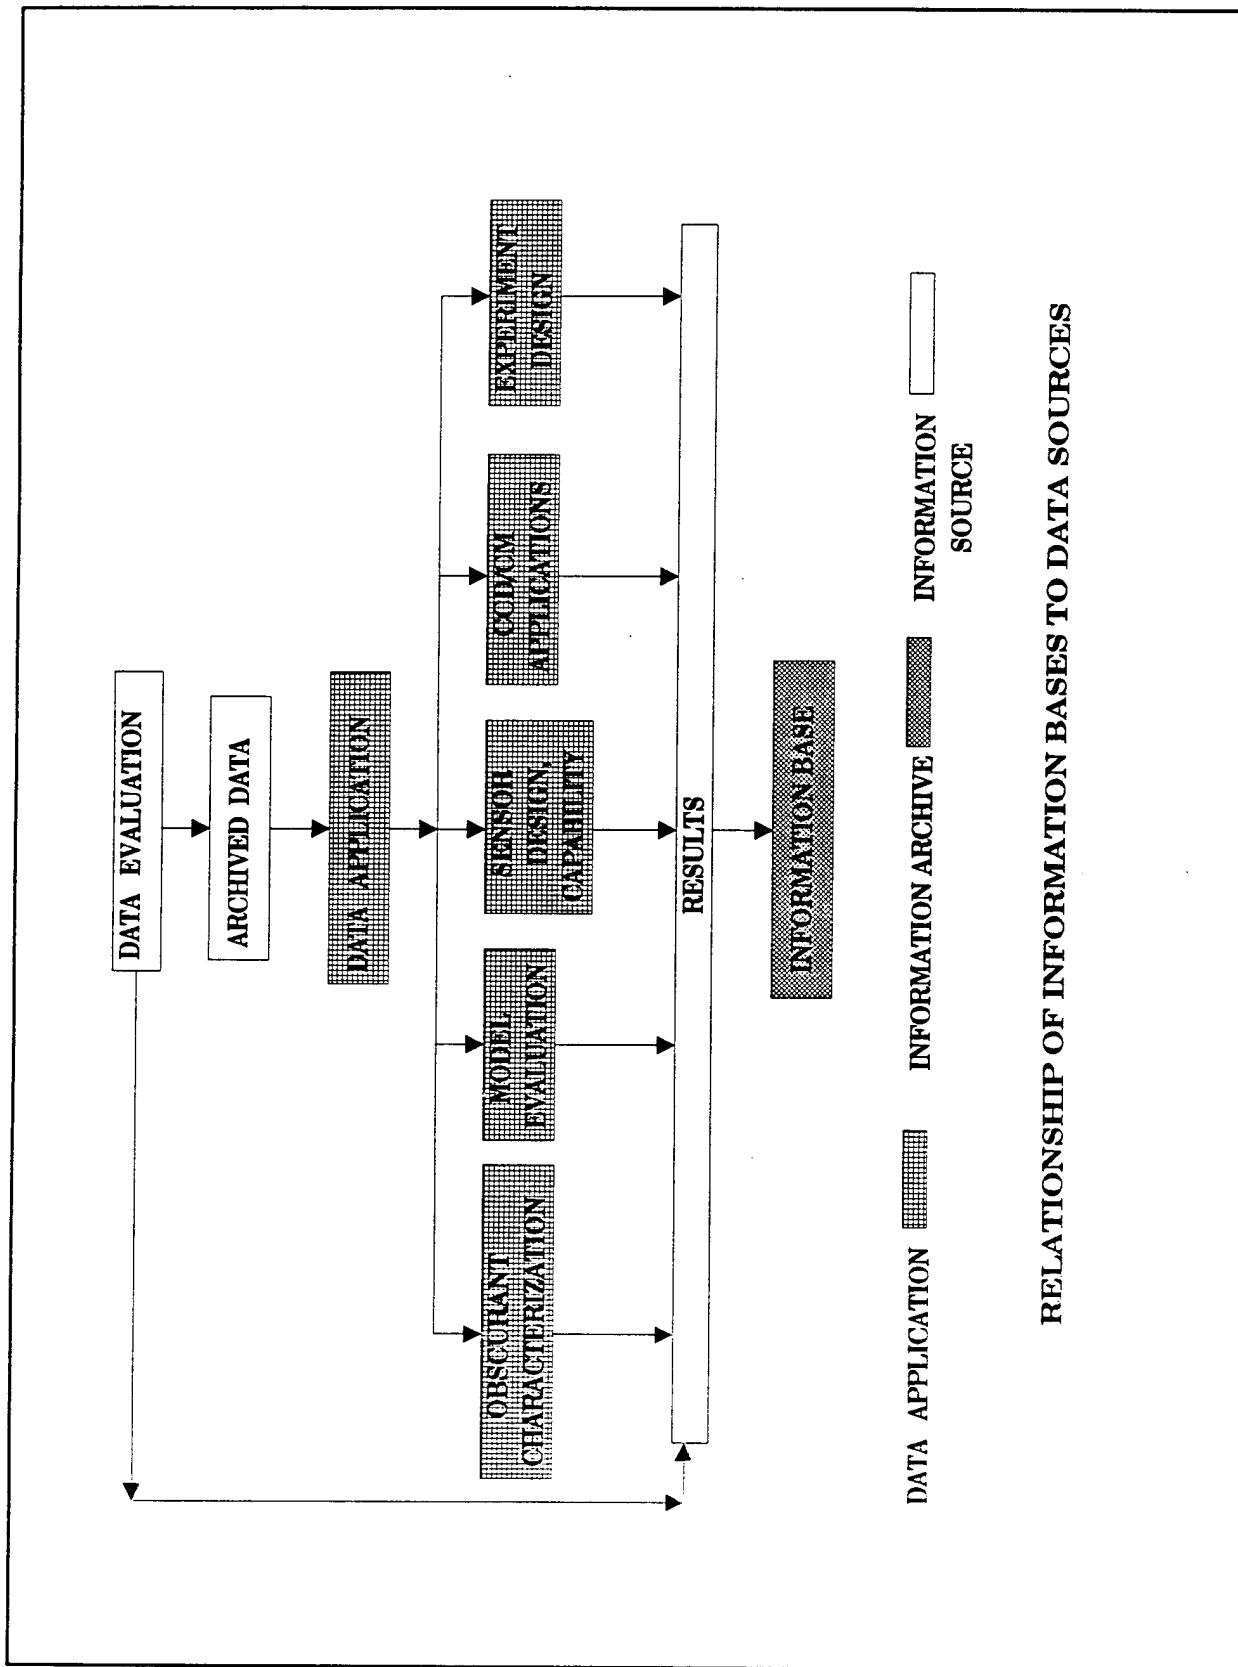 DATA EVALUATION
ARCHIVED DATA
DATA APPLICATION
OBSCURANT
CHARACTERIZATION
MODEL
EVALUATION
SENSOR
DESIGN,
CAPABILITY
CCD/CM
APPLICATIONS
EXPERIMENT
DESIGN
RESULTS
INFORMATION BASE
DATA APPLICATION
INFORMATION ARCHIVE
INFORMATION
SOURCE
RELATIONSHIP OF INFORMATION BASES TO DATA SOURCES